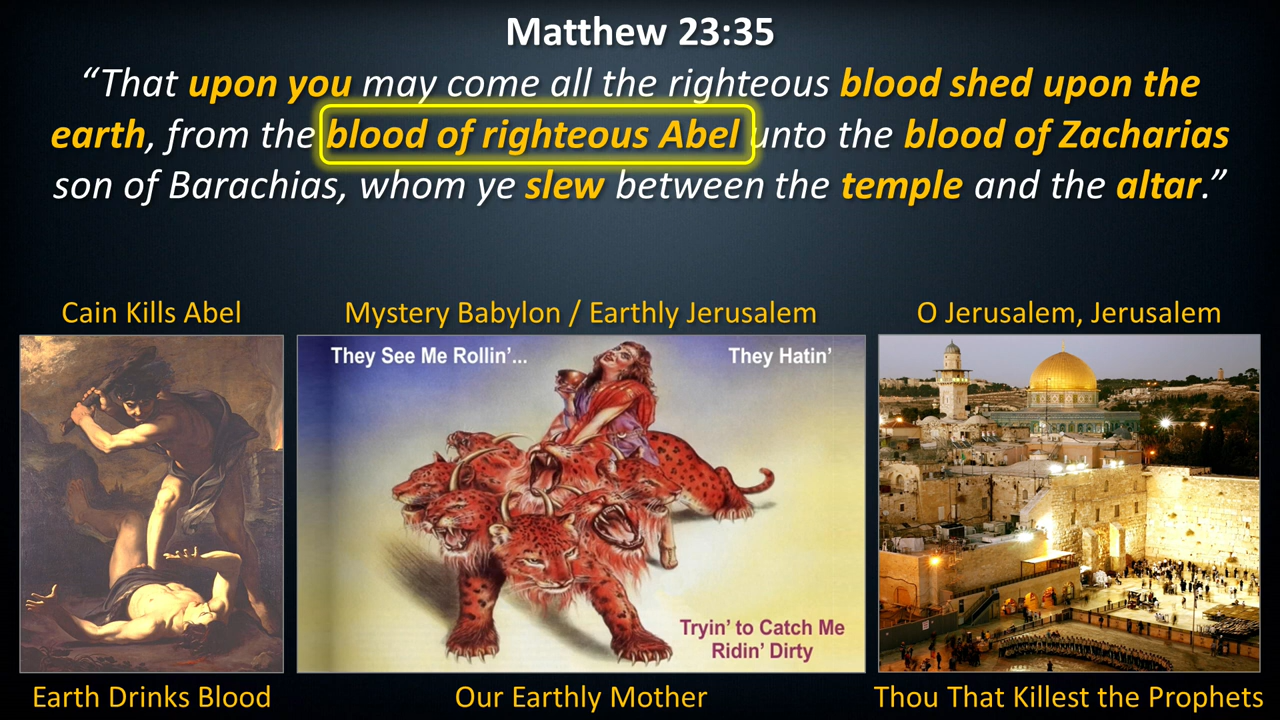 Matthew 23:35
“That upon you may come all the righteous blood shed upon the
earth, from the blood of righteous Abel unto the blood of Zacharias
son of Barachias, whom ye slew between the temple and the altar.”
Cain Kills Abel
Mystery Babylon / Earthly Jerusalem
O Jerusalem, Jerusalem
They See Me Rollin’...
They Hatin’
Tryin’ to Catch Me
Ridin’ Dirty
Earth Drinks Blood
Our Earthly Mother
Thou That Killest the Prophets